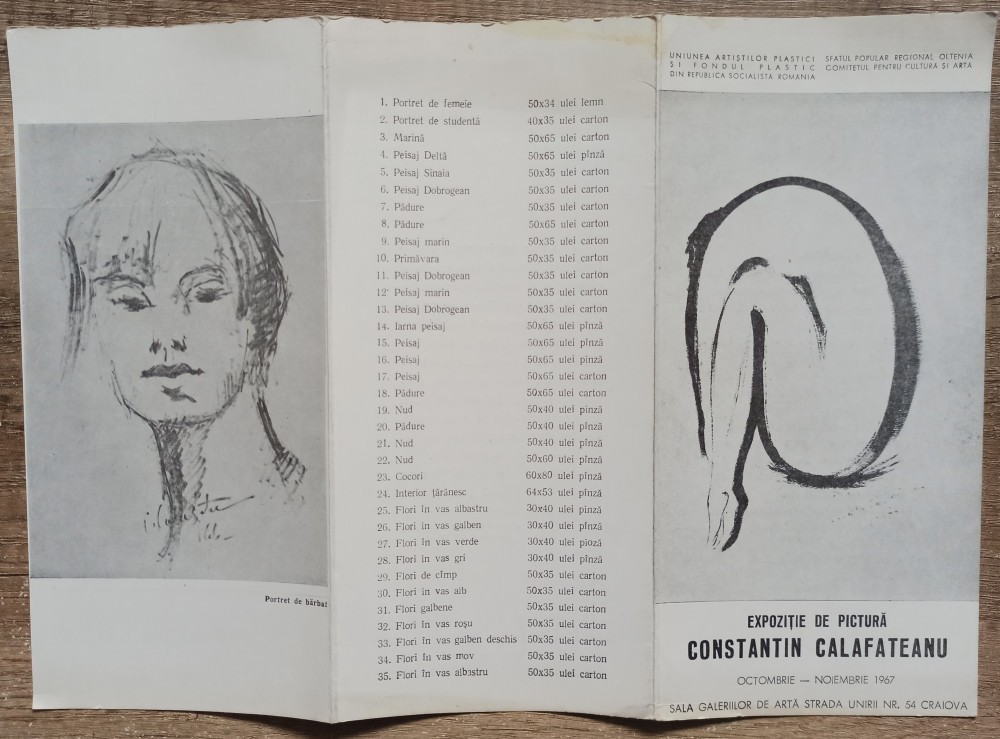 Portret de bărbat
1. Portret de femeie 50x34 ulei lemn
2. Portret de studentă 40x35 ulei carton
3. Marină 50x65 ulei carton
4. Peisaj Deltă 50x65 ulei pînză
5. Peisaj Sinaia 50x35 ulei carton
6. Peisaj Dobrogean 50x35 ulei carton
7. Pădure 50x35 ulei carton
8. Pădure 50x65 ulei carton
9. Peisaj marin 50x35 ulei carton
10. Primăvara 50x35 ulei carton
11. Peisaj Dobrogean 50x35 ulei carton
12' Peisaj marin 50x35 ulei carton
13. Peisaj Dobrogean 50x35 ulei carton
14. Iarna peisaj 50x65 ulei pînză
15. Peisaj 50x65 ulei pînză
16. Peisaj 50x65 ulei pinză
17. Peisaj 50x65 ulei carton
18. Pădure 50x65 ulei carton
19. Nud 50x40 ulei pinză
20. Pădure 50x40 ulei pînză
21. Nud 50x40 ulei pînză
22. Nud 50x60 ulei pînză
23. Cocori 60x80 ulei pînză
24. Interior țărănesc 64x53 ulei pînză
25. Flori în vas albastru 30x40 ulei pînză
26. Flori în vas galben 30x40 ulei pînză
27. Flori în vas verde 30x40 ulei pioză
28. Flori în vas gri 30x40 ulei pînză
29. Flori de cîmp 50x35 ulei carton
30. Flori în vas alb 50x35 ulei carton
31. Flori galbene 50x35 ulei carton
32. Flori în vas roșu 50x35 ulei carton
33. Flori în vas galben deschis 50x35 ulei carton
34. Flori în vas mov 50x35 ulei carton
35. Flori în vas albastru 50x35 ulei carton
UNIUNEA ARTIȘTILOR PLASTICI
ȘI FONDUL PLASTIC
DIN REPUBLICA SOCIALISTA ROMANIA
SFATUL POPULAR REGIONAL OLTENIA
COMITETUL PENTRU CULTURĂ ȘI ARTĂ
EXPOZIȚIE DE PICTURĂ
CONSTANTIN CALAFATEANU
OCTOMBRIE — NOIEMBRIE 1967
SALA GALERIILOR DE ARTĂ STRADA UNIRII NR. 54 CRAIOVA